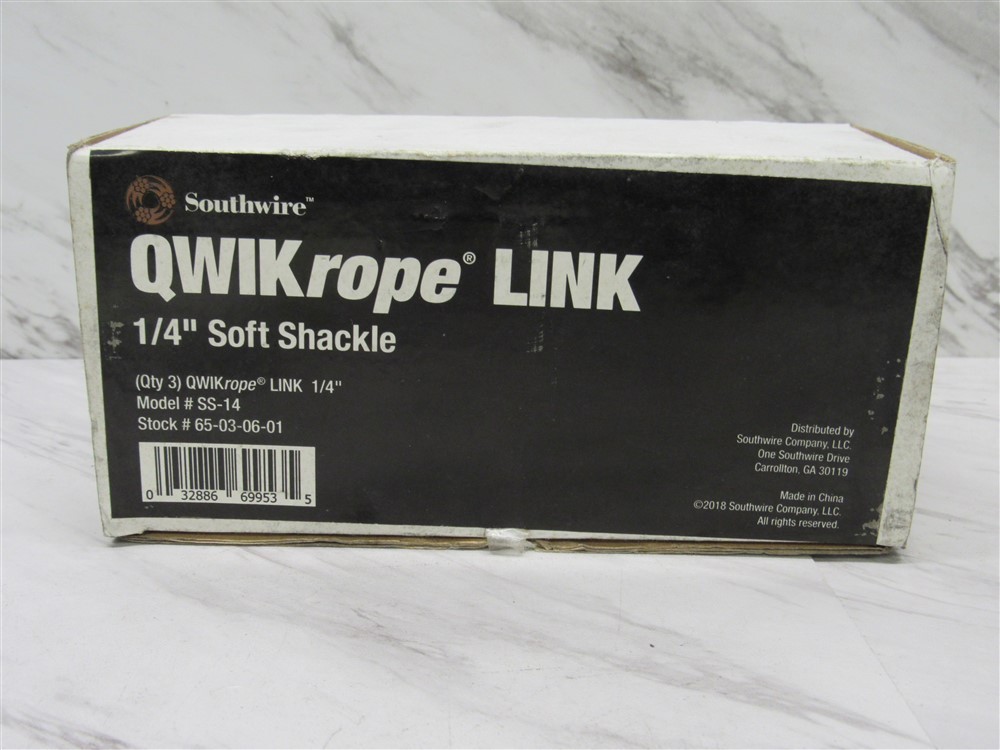 Southwire™
QWIKrope® LINK
1/4" Soft Shackle
(Qty 3) QWIKrope® LINK 1/4"
Model # SS-14
Stock # 65-03-06-01
0 32886 69953 5
Distributed by
Southwire Company, LLC.
One Southwire Drive
Carrollton, GA 30119
Made in China
©2018 Southwire Company, LLC.
All rights reserved.